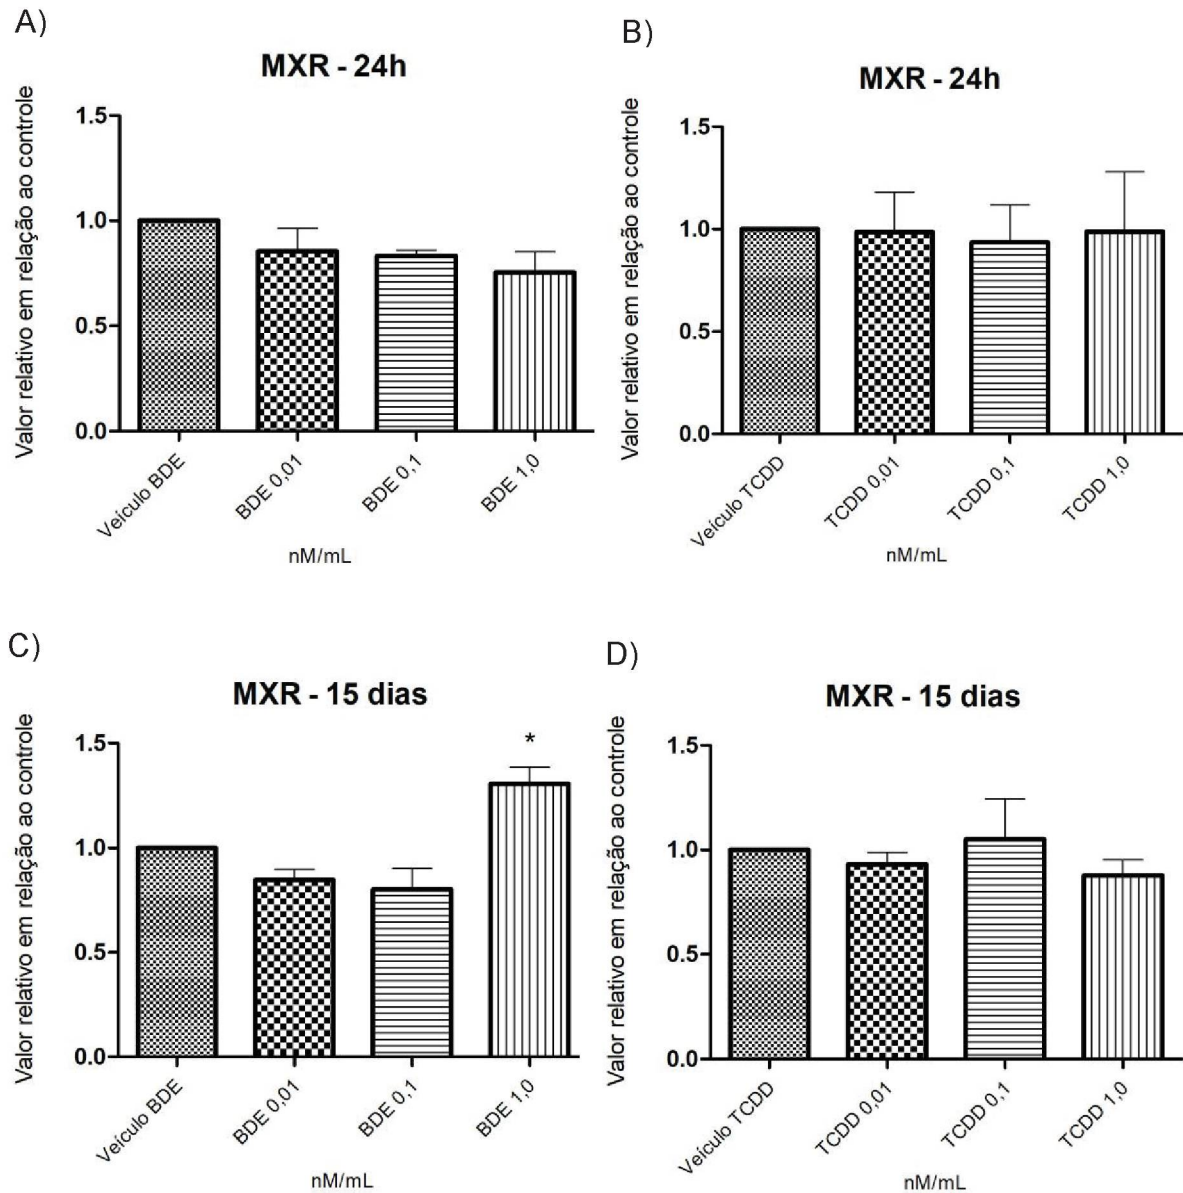 A)
MXR - 24h
Valor relativo em relação ao controle
1.5
1.0
0.5
0.0
Veículo BDE
BDE 0,01
BDE 0,1
BDE 1,0
nM/mL
B)
MXR - 24h
Valor relativo em relação ao controle
1.5
1.0
0.5
0.0
Veículo TCDD
TCDD 0,01
TCDD 0,1
TCDD 1,0
nM/mL
C)
MXR - 15 dias
Valor relativo em relação ao controle
1.5
1.0
0.5
0.0
*
Veículo BDE
BDE 0,01
BDE 0,1
BDE 1,0
nM/mL
D)
MXR - 15 dias
Valor relativo em relação ao controle
1.5
1.0
0.5
0.0
Veículo TCDD
TCDD 0,01
TCDD 0,1
TCDD 1,0
nM/mL